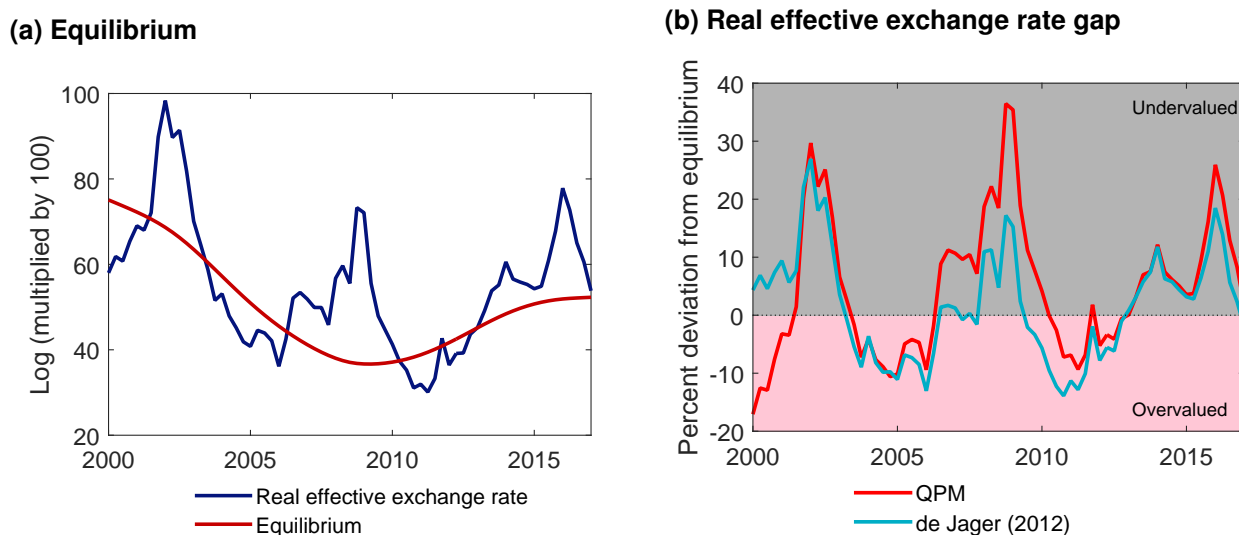 (a) Equilibrium
Log (multiplied by 100)
100
80
60
40
20
2000
2005
2010
2015
Real effective exchange rate
Equilibrium
(b) Real effective exchange rate gap
Percent deviation from equilibrium
40
30
20
10
0
-10
-20
Undervalued
Overvalued
2000
2005
2010
2015
QPM
de Jager (2012)